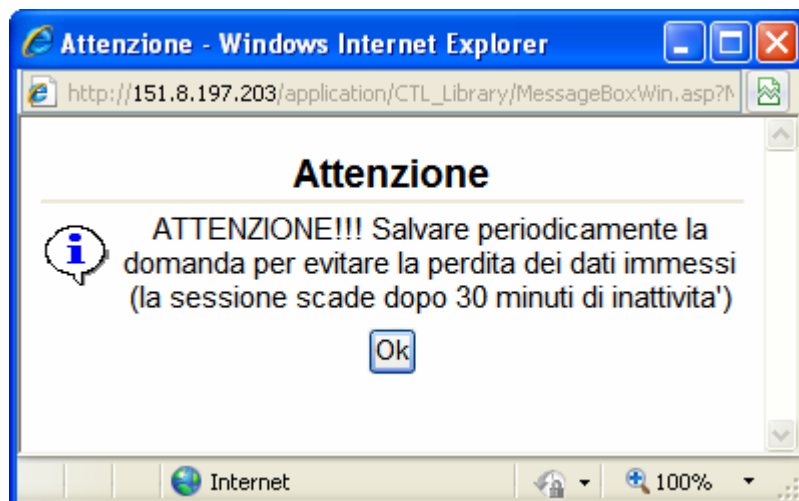 Attenzione - Windows Internet Explorer
http://151.8.197.203/application/CTL_Library/MessageBoxWin.asp?
Attenzione
ATTENZIONE!!! Salvare periodicamente la
domanda per evitare la perdita dei dati immessi
(la sessione scade dopo 30 minuti di inattivita')
Ok
Internet
100%